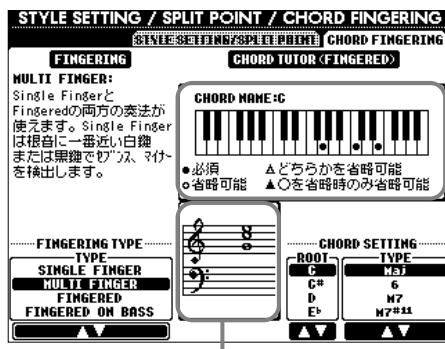 STYLE SETTING / SPLIT POINT / CHORD FINGERING
STYLE SETTING/SPLIT POINT CHORD FINGERING
FINGERING
CHORD TUTOR (FINGERED)
MULTI FINGER:
Single Fingerと
Fingeredの両方の奏法が
使えます。Single Finger
は根音に一番近い白鍵
または黒鍵でｾﾌﾞﾝｽ、ﾏｲﾅｰ
を検出します。
CHORD NAME:C
●必須 △どちらかを省略可能
○省略可能 ▲○を省略時のみ省略可能
FINGERING TYPE
TYPE
SINGLE FINGER
MULTI FINGER
FINGERED
FINGERED ON BASS
CHORD SETTING
ROOT
C
C#
D
E♭
TYPE
Maj
6
M7
M7#11